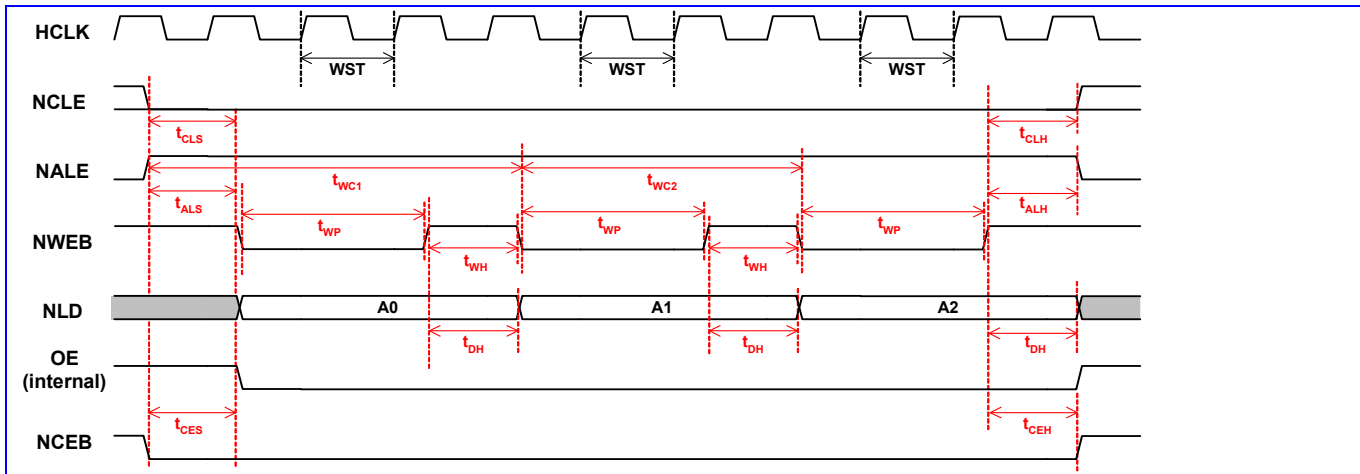 HCLK
WST WST WST
NCLE
tCLS tCLH
NALE
tWC1 tWC2
tALS tALH
NWEB
tWP tWP tWP
tWH tWH
NLD
A0 A1 A2
tDH tDH tDH
OE
(internal)
tCES tCEH
NCEB